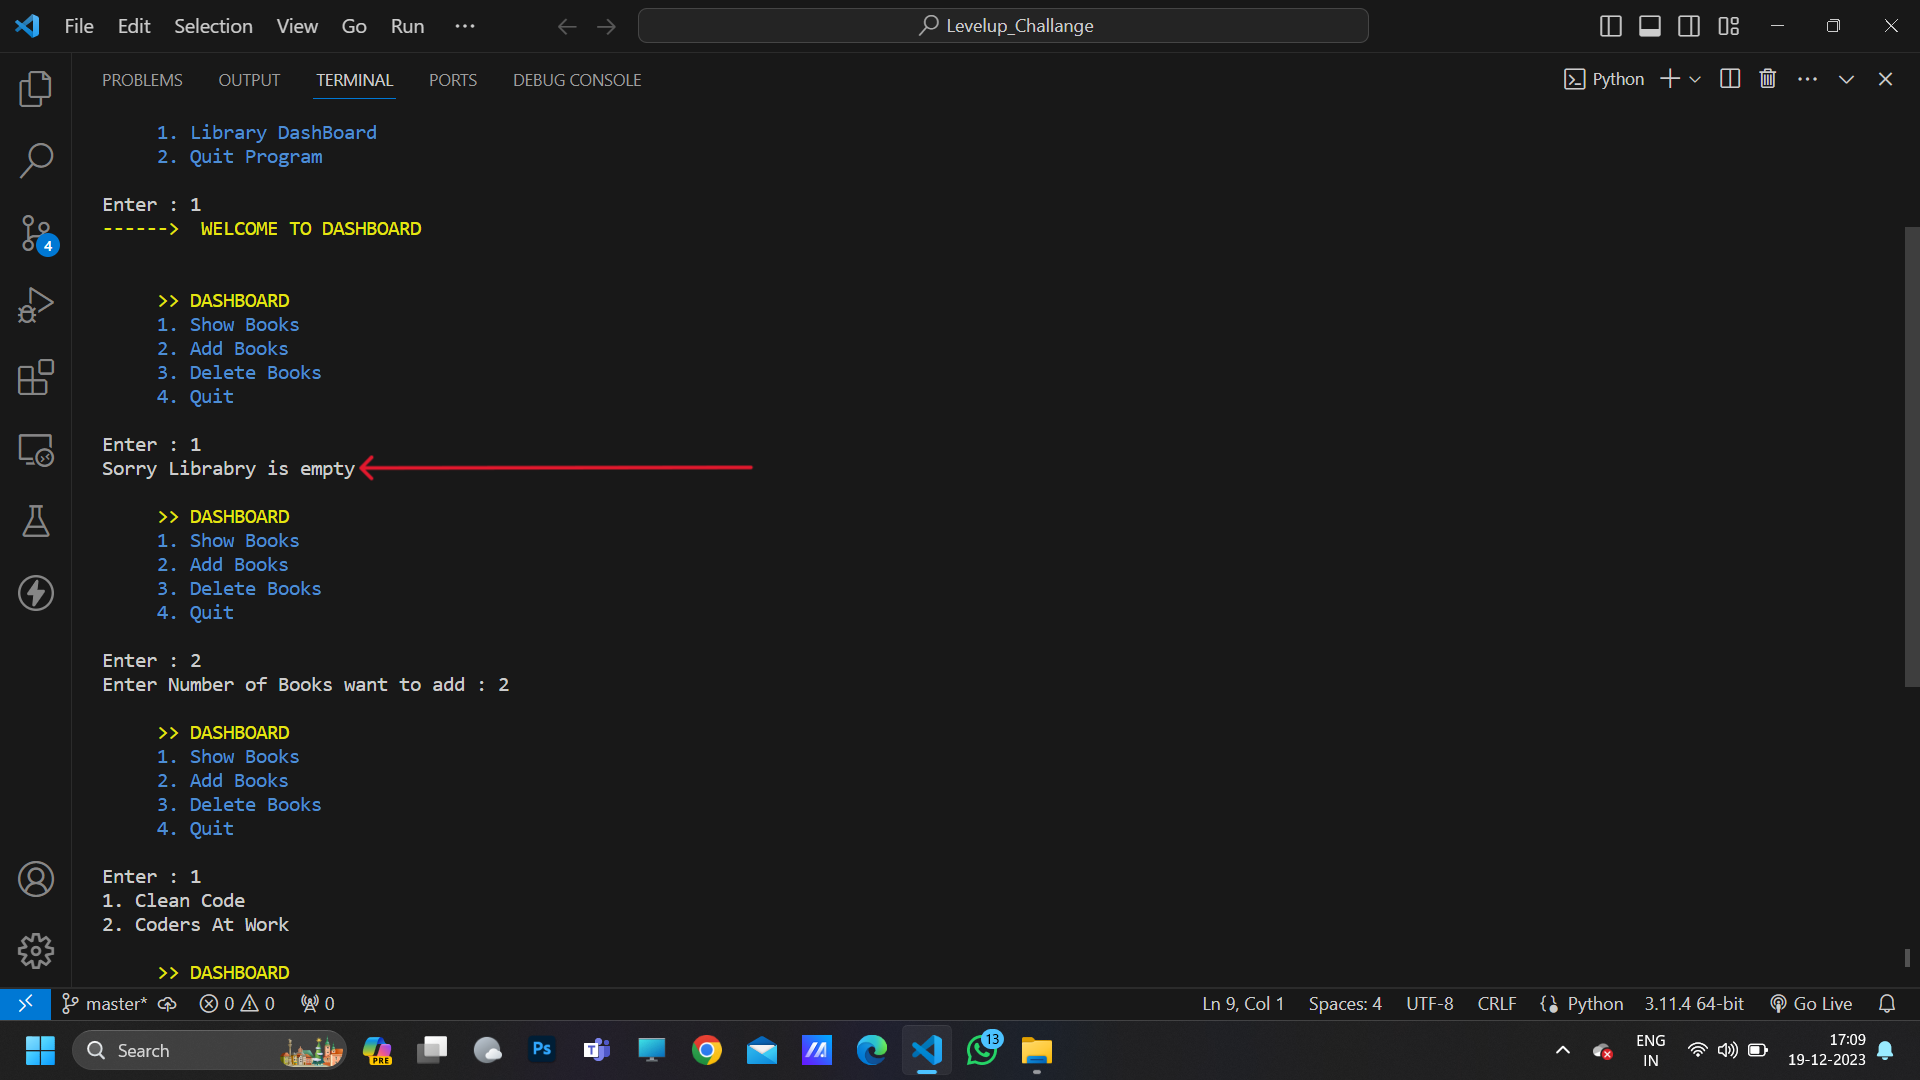 File Edit Selection View Go Run ···
Levelup_Challange
PROBLEMS OUTPUT TERMINAL PORTS DEBUG CONSOLE
Python
1. Library DashBoard
2. Quit Program
Enter : 1
------> WELCOME TO DASHBOARD
>> DASHBOARD
1. Show Books
2. Add Books
3. Delete Books
4. Quit
Enter : 1
Sorry Librabry is empty
>> DASHBOARD
1. Show Books
2. Add Books
3. Delete Books
4. Quit
Enter : 2
Enter Number of Books want to add : 2
>> DASHBOARD
1. Show Books
2. Add Books
3. Delete Books
4. Quit
Enter : 1
1. Clean Code
2. Coders At Work
>> DASHBOARD
4
master* 0 0 0 Ln 9, Col 1 Spaces: 4 UTF-8 CRLF Python 3.11.4 64-bit Go Live
Search
PRE
Ps
T
13
ENG
IN
17:09
19-12-2023